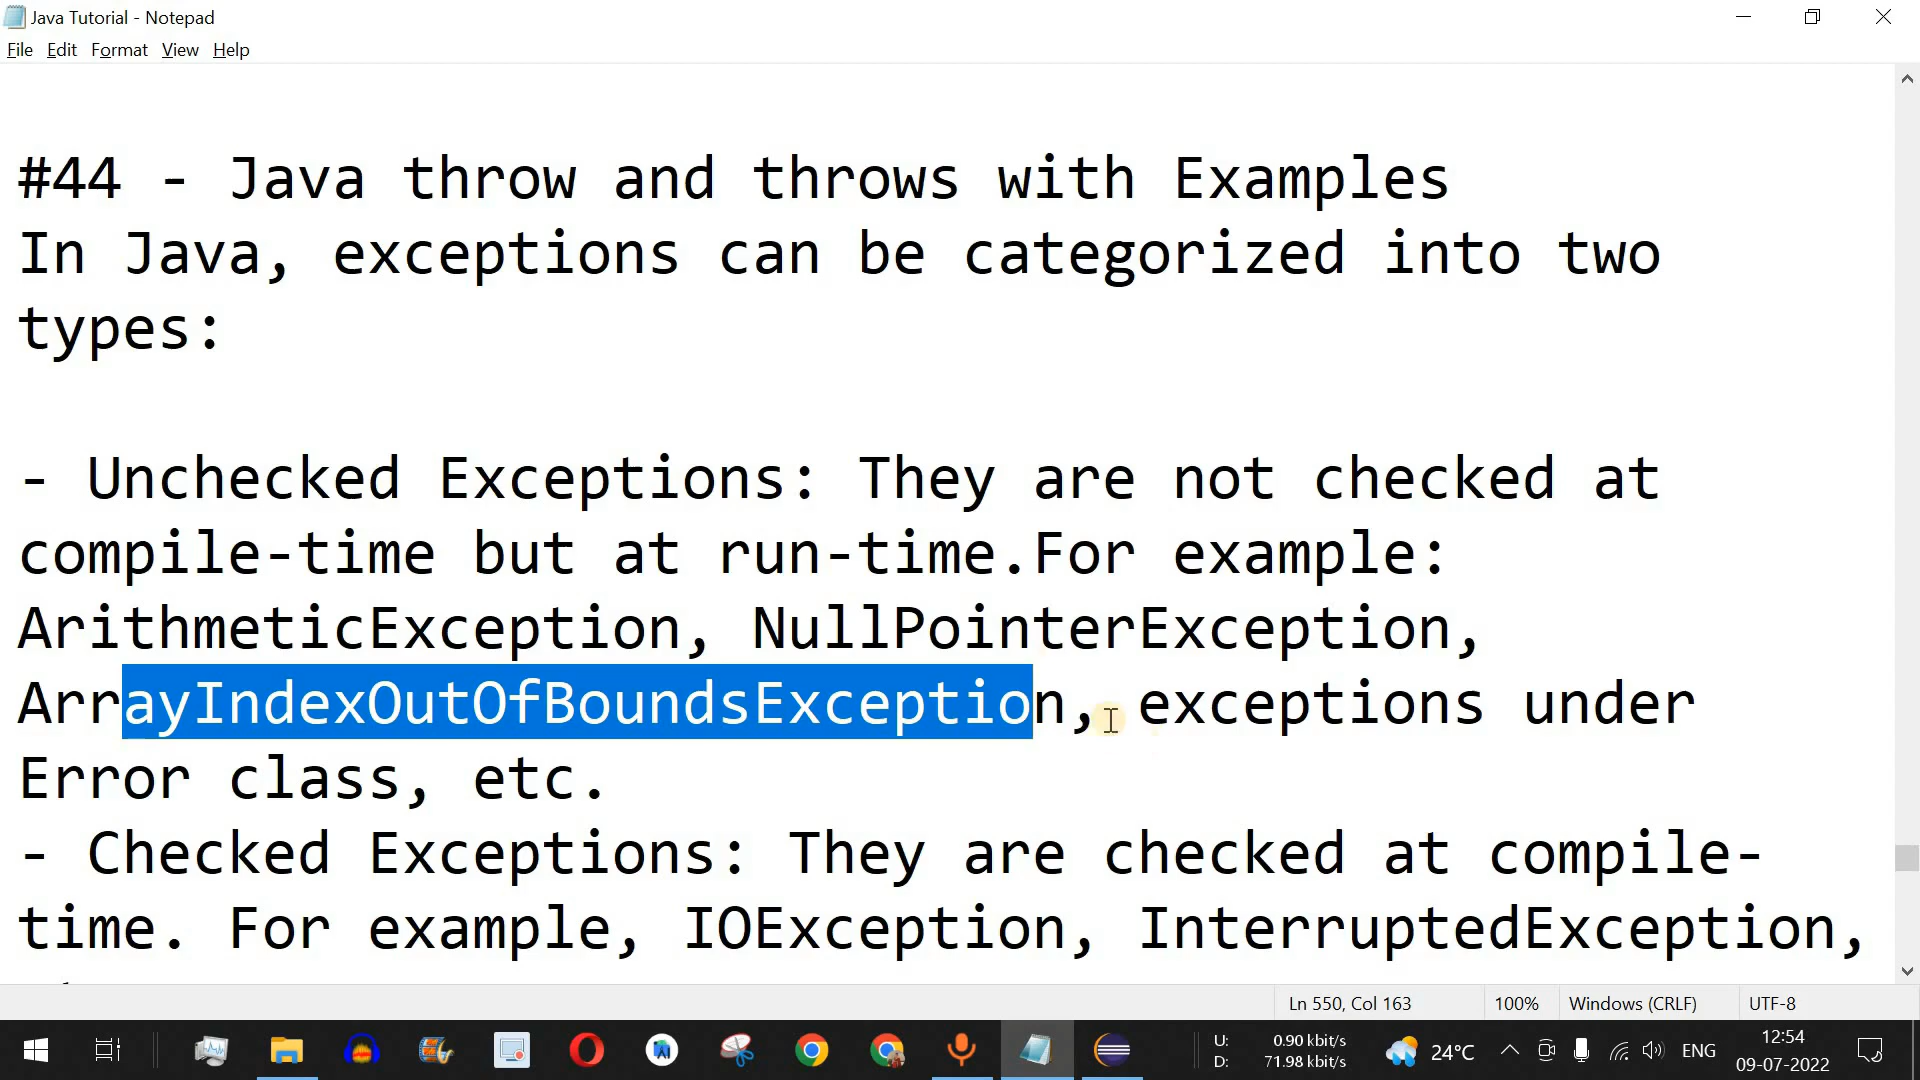 Java Tutorial - Notepad
File Edit Format View Help
#44 - Java throw and throws with Examples
In Java, exceptions can be categorized into two
types:
- Unchecked Exceptions: They are not checked at
compile-time but at run-time.For example:
ArithmeticException, NullPointerException,
ArrayIndexOutOfBoundsException, exceptions under
Error class, etc.
- Checked Exceptions: They are checked at compile-
time. For example, IOException, InterruptedException,
Ln 550, Col 163 100% Windows (CRLF) UTF-8
U: 0.90 kbit/s
D: 71.98 kbit/s
24°C
ENG
12:54
09-07-2022